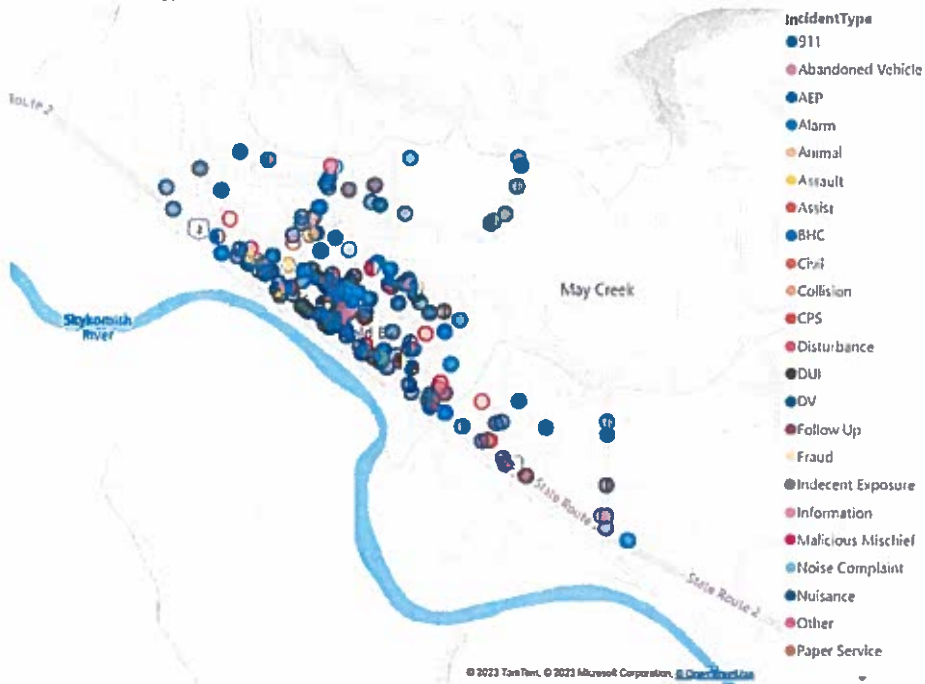 IncidentType
911
Abandoned Vehicle
AEP
Alarm
Animal
Assault
Assist
BHC
Civil
Collision
CPS
Disturbance
DUI
DV
Follow Up
Fraud
Indecent Exposure
Information
Malicious Mischief
Noise Complaint
Nuisance
Other
Paper Service
Route 2
2
May Creek
Skykomish
River
State Route
State Route 2
© 2023 TomTom, © 2023 Microsoft Corporation, © OpenStreetMap